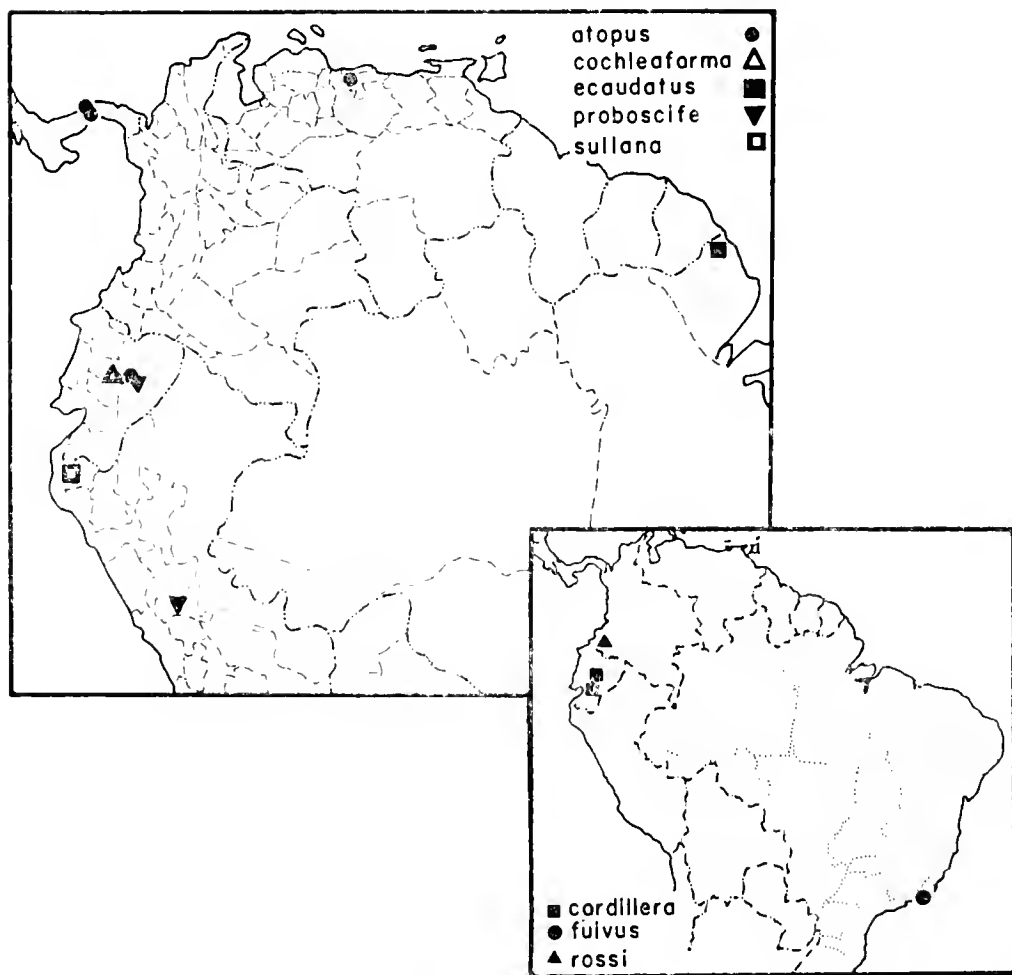 atopus
cochleaforma
ecaudatus
proboscife
sullana
cordillera
fulvus
rossi